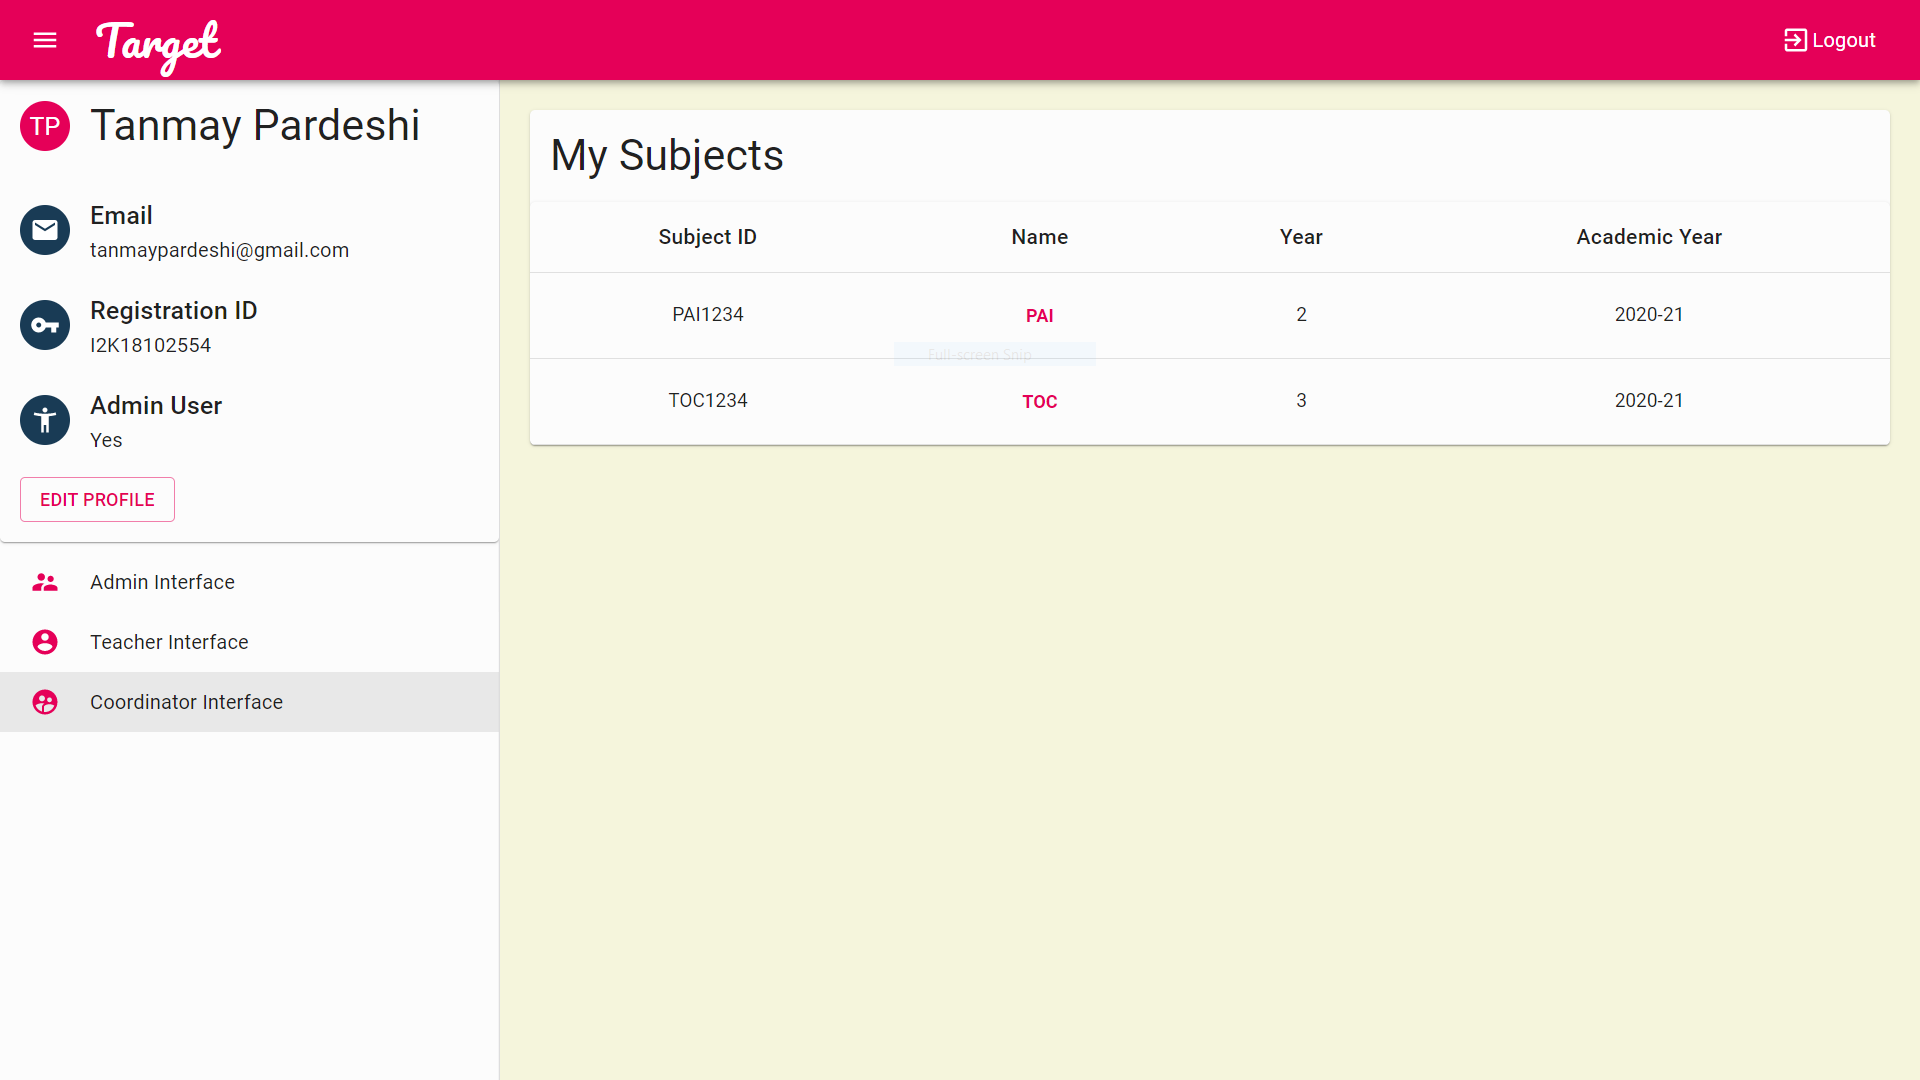 Target
Logout
TP Tanmay Pardeshi
Email
tanmaypardeshi@gmail.com
Registration ID
I2K18102554
Admin User
Yes
EDIT PROFILE
Admin Interface
Teacher Interface
Coordinator Interface
My Subjects
Subject ID Name Year Academic Year
PAI1234 PAI 2 2020-21
Full-screen Snip
TOC1234 TOC 3 2020-21